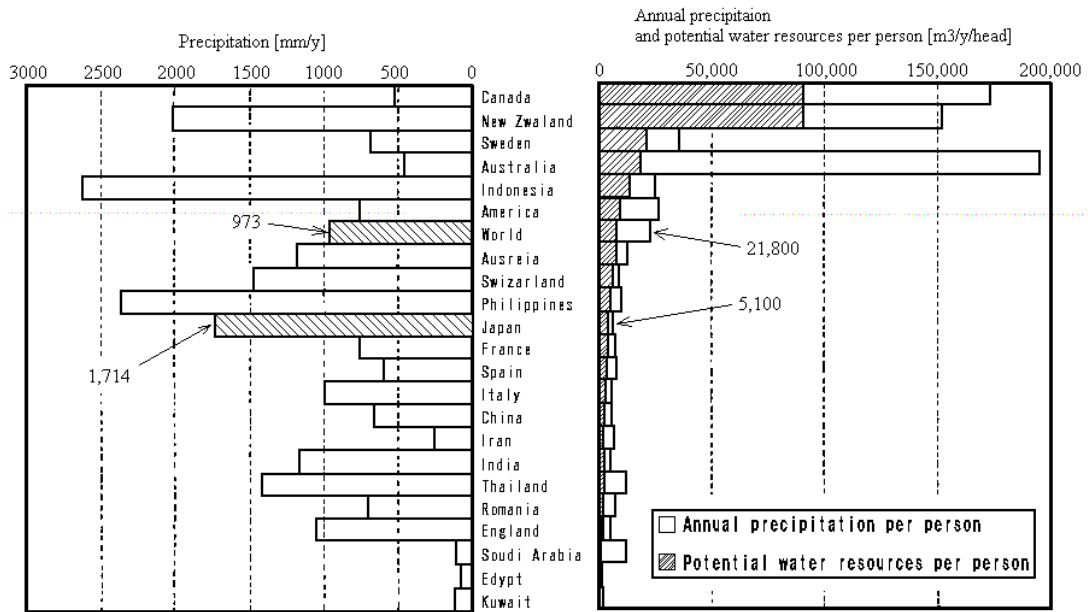 Precipitation [mm/y]
3000 2500 2000 1500 1000 500 0
Annual precipitaion
and potential water resources per person [m3/y/head]
0 50,000 100,000 150,000 200,000
Canada
New Zwaland
Sweden
Australia
Indonesia
America
973
World
21,800
Ausreia
Swizarland
Philippines
5,100
Japan
France
1,714
Spain
Italy
China
Iran
India
Thailand
Romania
England
Soudi Arabia
Edypt
Kuwait
Annual precipitation per person
Potential water resources per person